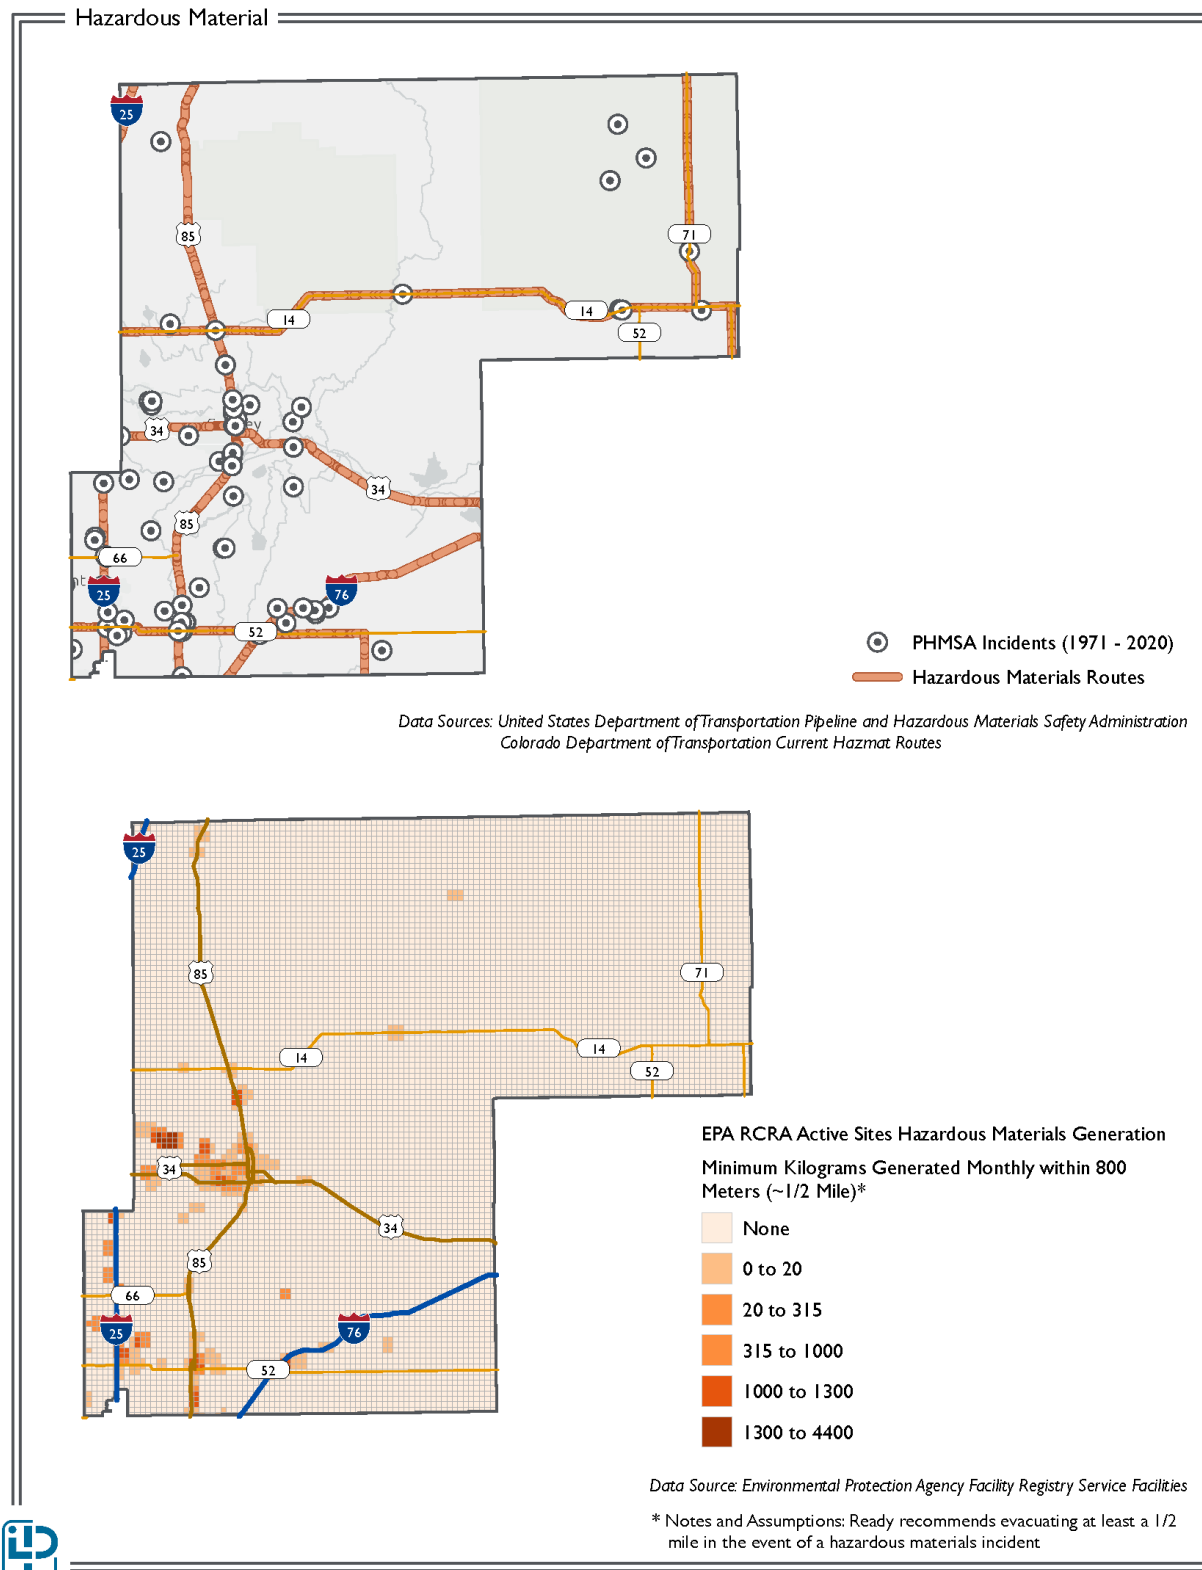 Hazardous Material
25
85
71
14
14
52
34
34
85
66
25
76
52
PHMSA Incidents (1971 - 2020)
Hazardous Materials Routes
Data Sources: United States Department of Transportation Pipeline and Hazardous Materials Safety Administration
Colorado Department of Transportation Current Hazmat Routes
25
85
71
14
14
52
34
34
85
66
25
76
52
EPA RCRA Active Sites Hazardous Materials Generation
Minimum Kilograms Generated Monthly within 800
Meters (~1/2 Mile)*
None
0 to 20
20 to 315
315 to 1000
1000 to 1300
1300 to 4400
Data Source: Environmental Protection Agency Facility Registry Service Facilities
* Notes and Assumptions: Ready recommends evacuating at least a 1/2
mile in the event of a hazardous materials incident